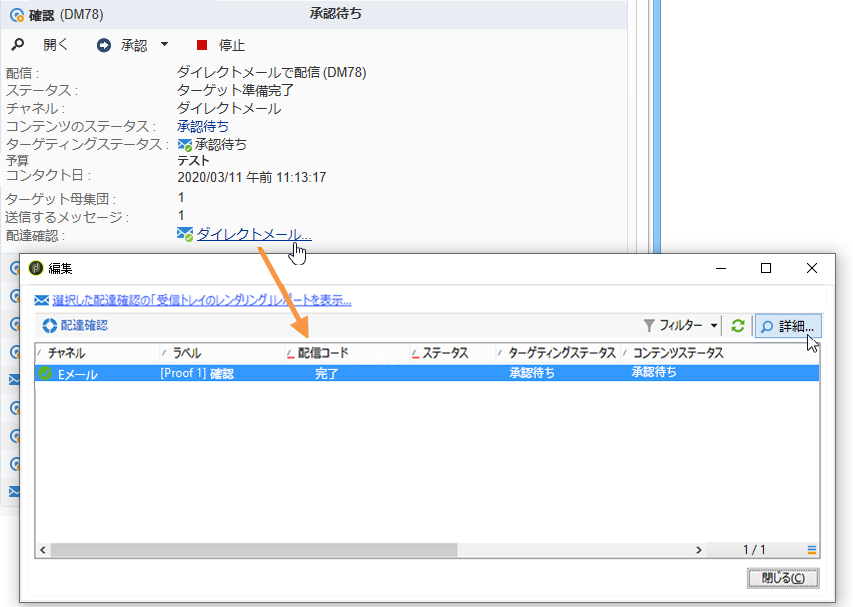 確認 (DM78) 承認待ち
開く 承認 停止
配信 : ダイレクトメールで配信 (DM78)
ステータス : ターゲット準備完了
チャネル : ダイレクトメール
コンテンツのステータス : 承認待ち
ターゲティングステータス : 承認待ち
予算 テスト
コンタクト日 : 2020/03/11 午前 11:13:17
ターゲット母集団 : 1
送信するメッセージ : 1
配達確認 : ダイレクトメール...
編集
選択した配達確認の「受信トレイのレンダリング」レポートを表示...
配達確認 フィルター 詳細...
チャネル ラベル 配信コード ステータス ターゲティングステータス コンテンツステータス
Eメール [Proof 1] 確認 完了 承認待ち 承認待ち
1 / 1
閉じる(C)